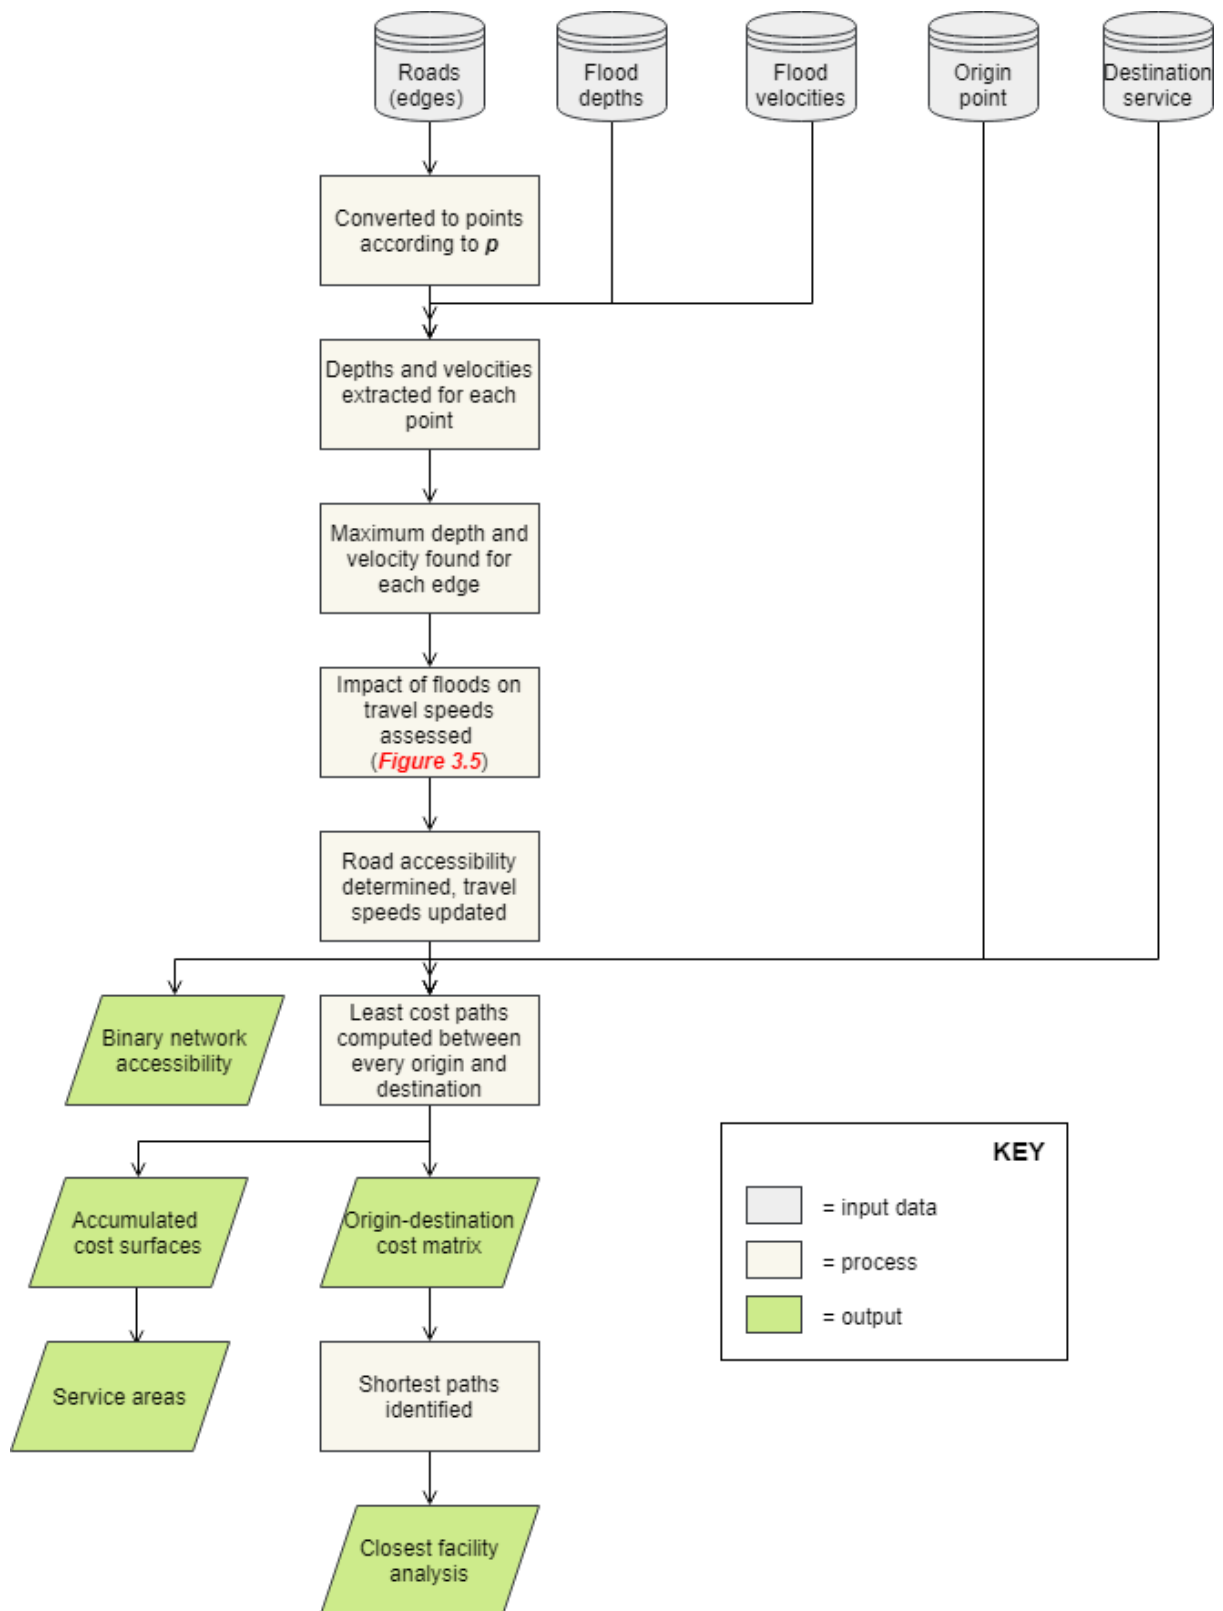 Roads
(edges)
Flood
depths
Flood
velocities
Origin
point
Destination
service
Converted to points
according to p
Depths and velocities
extracted for each
point
Maximum depth and
velocity found for
each edge
Impact of floods on
travel speeds
assessed
(Figure 3.5)
Road accessibility
determined, travel
speeds updated
Binary network
accessibility
Least cost paths
computed between
every origin and
destination
Accumulated
cost surfaces
Origin-destination
cost matrix
Service areas
Shortest paths
identified
Closest facility
analysis
KEY
= input data
= process
= output